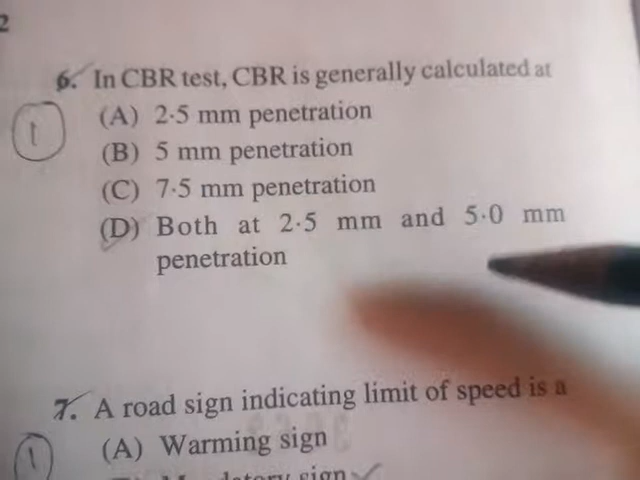 2
6. In CBR test, CBR is generally calculated at
1
(A) 2·5 mm penetration
(B) 5 mm penetration
(C) 7·5 mm penetration
(D) Both at 2·5 mm and 5·0 mm
penetration
7. A road sign indicating limit of speed is a
1
(A) Warming sign
sign